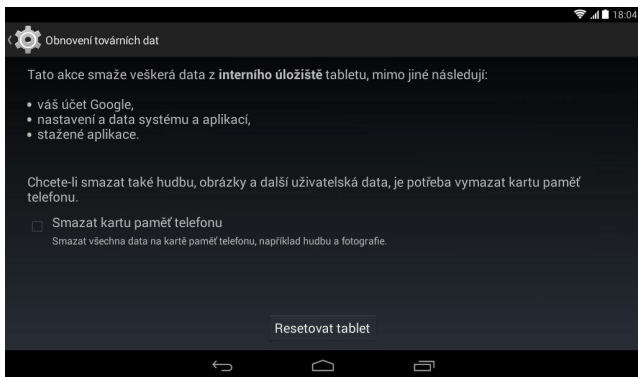 18:04
Obnovení továrních dat
Tato akce smaže veškerá data z interního úložiště tabletu, mimo jiné následují:
• váš účet Google,
• nastavení a data systému a aplikací,
• stažené aplikace.
Chcete-li smazat také hudbu, obrázky a další uživatelská data, je potřeba vymazat kartu paměť
telefonu.
Smazat kartu paměť telefonu
Smazat všechna data na kartě paměť telefonu, například hudbu a fotografie.
Resetovat tablet